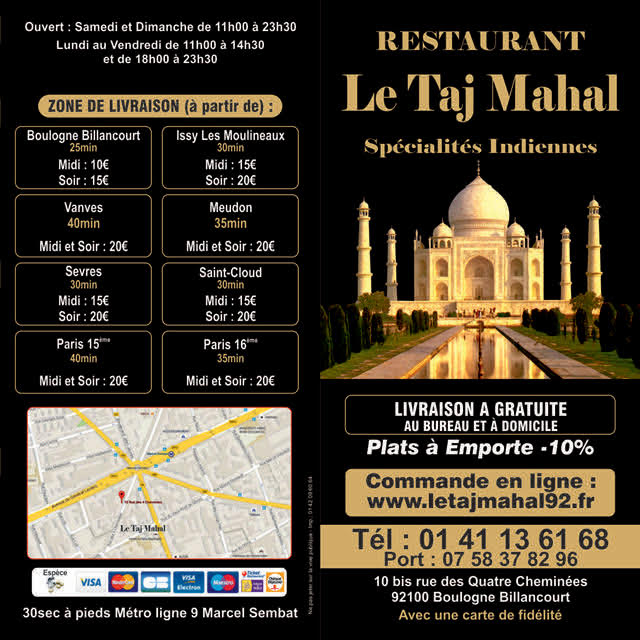 Ouvert : Samedi et Dimanche de 11h00 à 23h30
Lundi au Vendredi de 11h00 à 14h30
et de 18h00 à 23h30
ZONE DE LIVRAISON (à partir de) :
Boulogne Billancourt
25min
Midi : 10€
Soir : 15€
Issy Les Moulineaux
30min
Midi : 15€
Soir : 20€
Vanves
40min
Midi et Soir : 20€
Meudon
35min
Midi et Soir : 20€
Sevres
30min
Midi : 15€
Soir : 20€
Saint-Cloud
30min
Midi : 15€
Soir : 20€
Paris 15ème
40min
Midi et Soir : 20€
Paris 16ème
35min
Midi et Soir : 20€
Le Taj Mahal
Espèce
VISA
MasterCard
CB
VISA
Electron
Maestro
30sec à pieds Métro ligne 9 Marcel Sembat
RESTAURANT
Le Taj Mahal
Spécialités Indiennes
LIVRAISON A GRATUITE
AU BUREAU ET À DOMICILE
Plats à Emporte -10%
Commande en ligne :
www.letajmahal92.fr
Tél : 01 41 13 61 68
Port : 07 58 37 82 96
10 bis rue des Quatre Cheminées
92100 Boulogne Billancourt
Avec une carte de fidélité